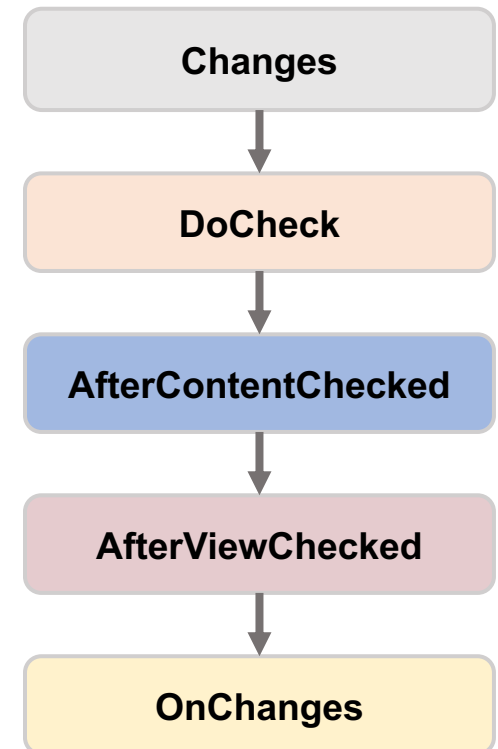 Changes
DoCheck
AfterContentChecked
AfterViewChecked
OnChanges